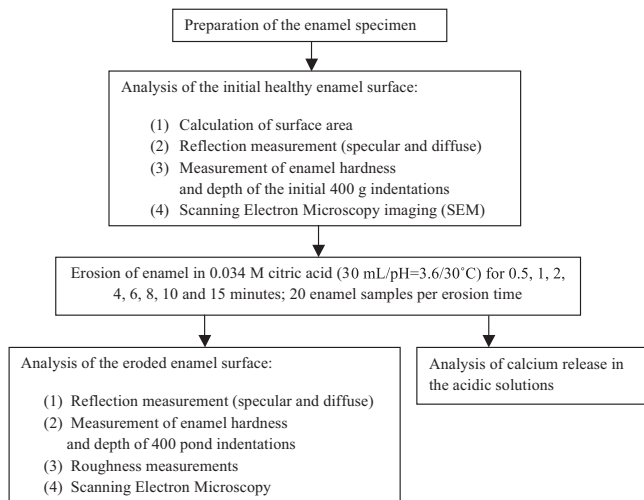 Preparation of the enamel specimen
Analysis of the initial healthy enamel surface:
(1) Calculation of surface area
(2) Reflection measurement (specular and diffuse)
(3) Measurement of enamel hardness
and depth of the initial 400 g indentations
(4) Scanning Electron Microscopy imaging (SEM)
Erosion of enamel in 0.034 M citric acid (30 mL/pH=3.6/30˚C) for 0.5, 1, 2,
4, 6, 8, 10 and 15 minutes; 20 enamel samples per erosion time
Analysis of the eroded enamel surface:
(1) Reflection measurement (specular and diffuse)
(2) Measurement of enamel hardness
and depth of 400 pond indentations
(3) Roughness measurements
(4) Scanning Electron Microscopy
Analysis of calcium release in
the acidic solutions